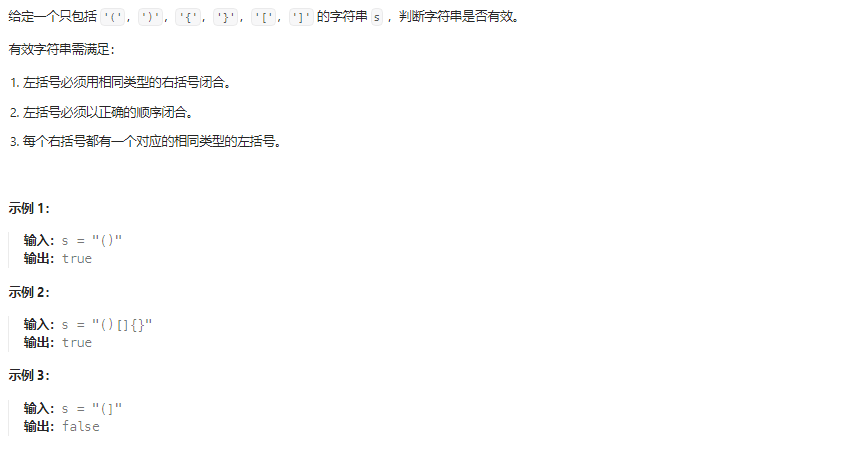 给定一个只包括 '('，')'，'{'，'}'，'['，']' 的字符串 s ，判断字符串是否有效。
有效字符串需满足：
1. 左括号必须用相同类型的右括号闭合。
2. 左括号必须以正确的顺序闭合。
3. 每个右括号都有一个对应的相同类型的左括号。
示例 1：
输入：s = "()"
输出：true
示例 2：
输入：s = "()[]{}"
输出：true
示例 3：
输入：s = "(]"
输出：false